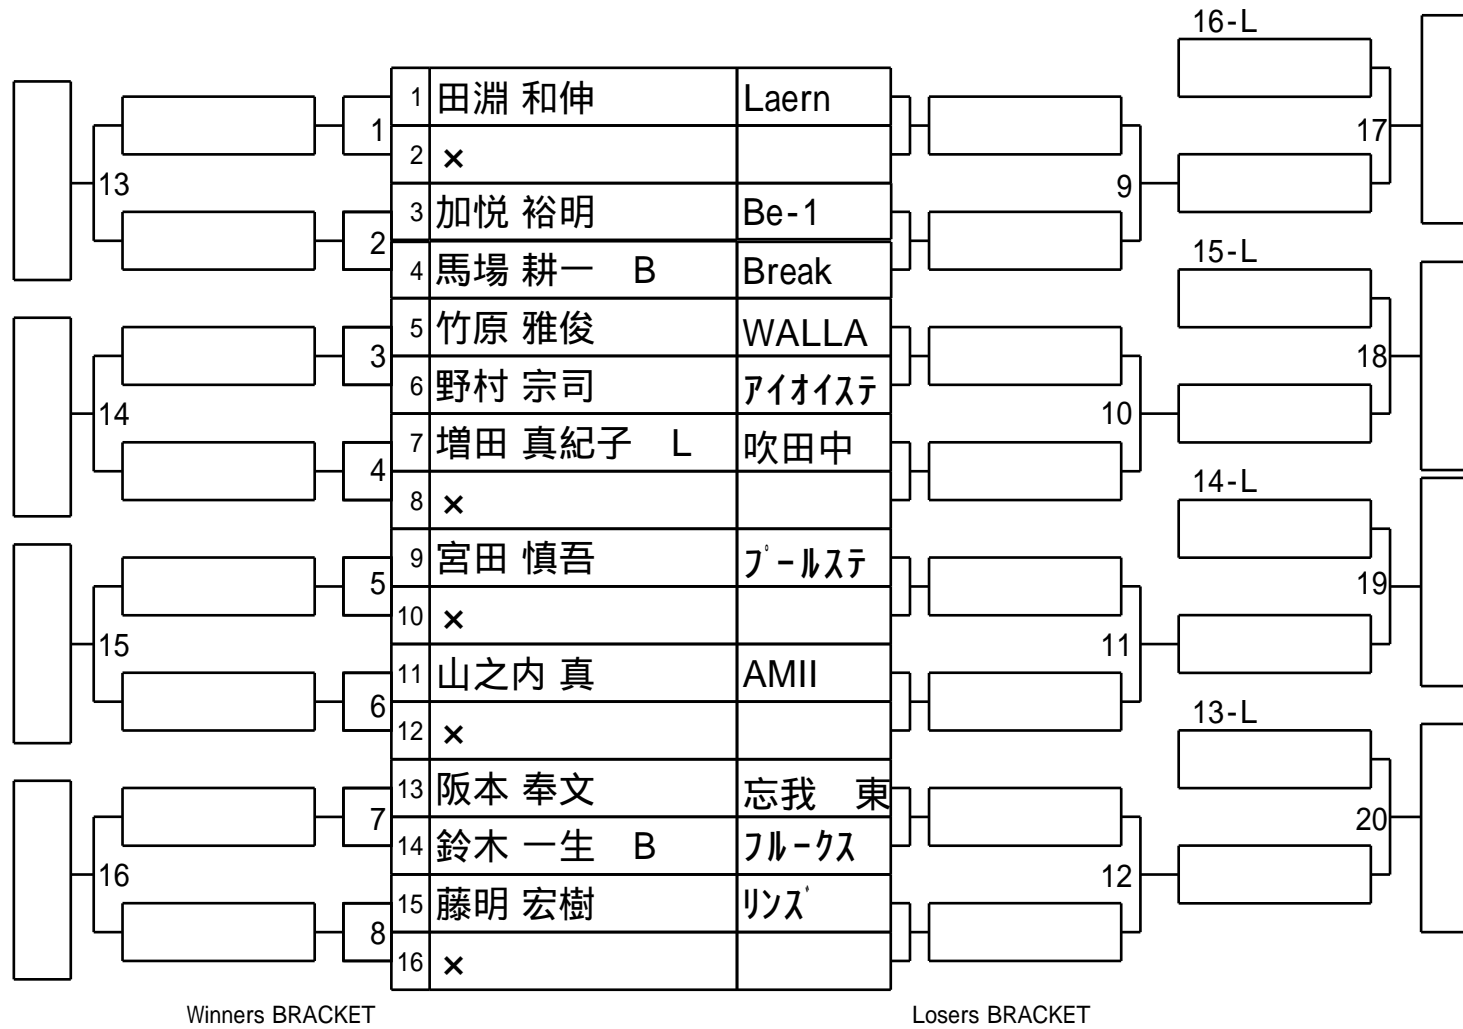 16-L
1 田淵 和伸 Laern
1
17
2 ×
13
9
3 加悦 裕明 Be-1
2
15-L
4 馬場 耕一 B Break
5 竹原 雅俊 WALLA
3
18
6 野村 宗司 ｱｲｵｲｽﾃ
14
10
7 増田 真紀子 L 吹田中
4
14-L
8 ×
9 宮田 慎吾 ﾌﾟｰﾙｽﾃ
5
19
10 ×
15
11
11 山之内 真 AMII
6
13-L
12 ×
13 阪本 奉文 忘我 東
7
20
14 鈴木 一生 B ﾌﾙｰｸｽ
16
12
15 藤明 宏樹 ﾘﾝｽﾞ
8
16 ×
Winners BRACKET
Losers BRACKET